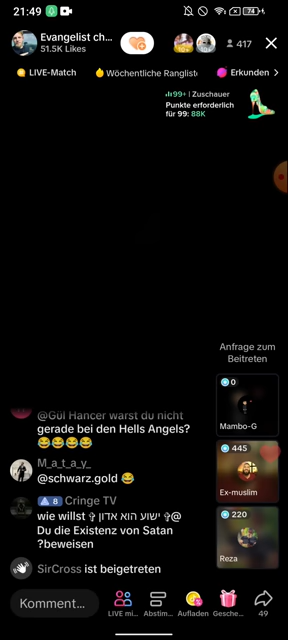 21:49
74
Evangelist ch...
51.5K Likes
417
LIVE-Match
Wöchentliche Rangliste
Erkunden
99+ | Zuschauer
Punkte erforderlich
für 99: 88K
Anfrage zum
Beitreten
0
Mambo-G
@Gül Hancer warst du nicht
gerade bei den Hells Angels?
😂😂😂😂
445
Ex-muslim
M_a_t_a_y_
@schwarz.gold 😂
8 Cringe TV
wie willst ✞ ישוע הוא אדון ✞@
Du die Existenz von Satan
?beweisen
220
Reza
SirCross ist beigetreten
Komment...
LIVE mi...
Abstim...
Aufladen
Gesche...
49